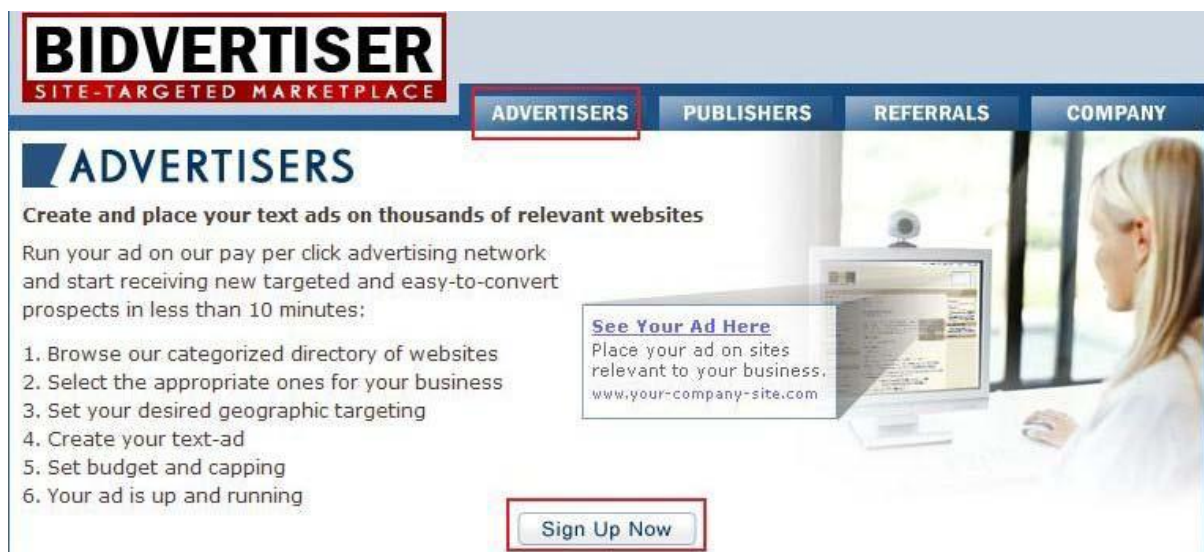 BIDVERTISER
SITE-TARGETED MARKETPLACE
ADVERTISERS PUBLISHERS REFERRALS COMPANY
ADVERTISERS
Create and place your text ads on thousands of relevant websites
Run your ad on our pay per click advertising network
and start receiving new targeted and easy-to-convert
prospects in less than 10 minutes:
1. Browse our categorized directory of websites
2. Select the appropriate ones for your business
3. Set your desired geographic targeting
4. Create your text-ad
5. Set budget and capping
6. Your ad is up and running
See Your Ad Here
Place your ad on sites
relevant to your business.
www.your-company-site.com
Sign Up Now